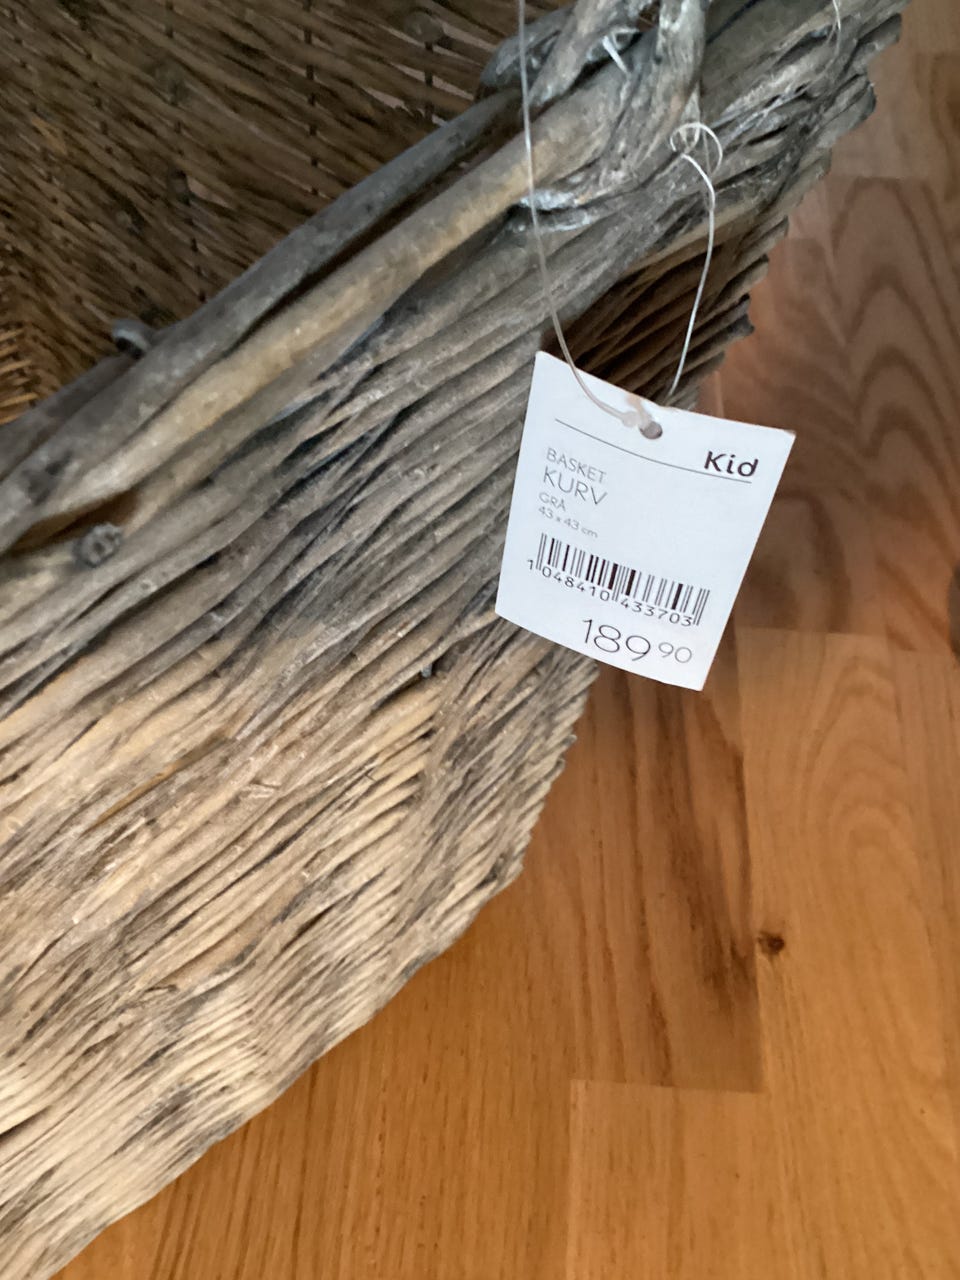 Kid
BASKET
KURV
GRÅ
43 x 43 cm
1 048410 433703
189 90